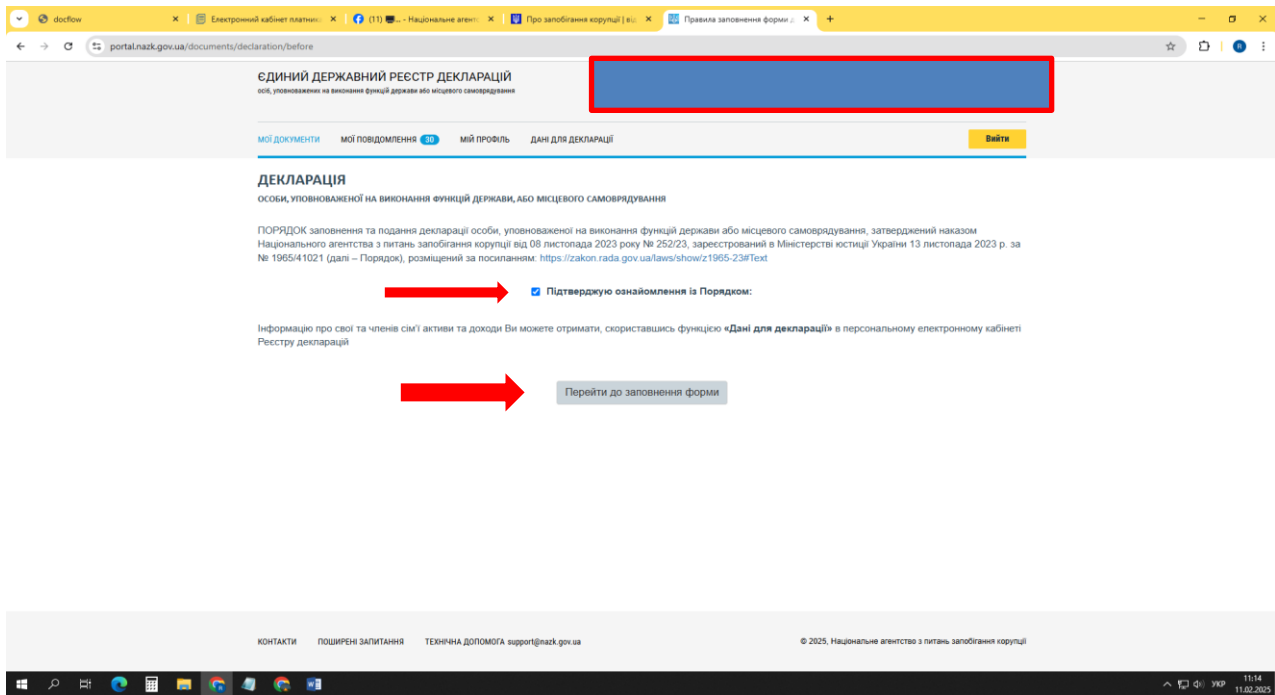 docflow
Електронний кабінет платник
(11) - Національне агент
Про запобігання корупції | ві
Правила заповнення форми д
portal.nazk.gov.ua/documents/declaration/before
ЄДИНИЙ ДЕРЖАВНИЙ РЕЄСТР ДЕКЛАРАЦІЙ
осіб, уповноважених на виконання функцій держави або місцевого самоврядування
МОЇ ДОКУМЕНТИ МОЇ ПОВІДОМЛЕННЯ 30 МІЙ ПРОФІЛЬ ДАНІ ДЛЯ ДЕКЛАРАЦІЇ Вийти
ДЕКЛАРАЦІЯ
ОСОБИ, УПОВНОВАЖЕНОЇ НА ВИКОНАННЯ ФУНКЦІЙ ДЕРЖАВИ, АБО МІСЦЕВОГО САМОВРЯДУВАННЯ
ПОРЯДОК заповнення та подання декларації особи, уповноваженої на виконання функцій держави або місцевого самоврядування, затверджений наказом
Національного агентства з питань запобігання корупції від 08 листопада 2023 року № 252/23, зареєстрований в Міністерстві юстиції України 13 листопада 2023 р. за
№ 1965/41021 (далі – Порядок), розміщений за посиланням: https://zakon.rada.gov.ua/laws/show/z1965-23#Text
Підтверджую ознайомлення із Порядком:
Інформацію про свої та членів сім'ї активи та доходи Ви можете отримати, скориставшись функцією «Дані для декларації» в персональному електронному кабінеті
Реєстру декларацій
Перейти до заповнення форми
КОНТАКТИ ПОШИРЕНІ ЗАПИТАННЯ ТЕХНІЧНА ДОПОМОГА support@nazk.gov.ua © 2025, Національне агентство з питань запобігання корупції
УКР 11:14
11.02.2025